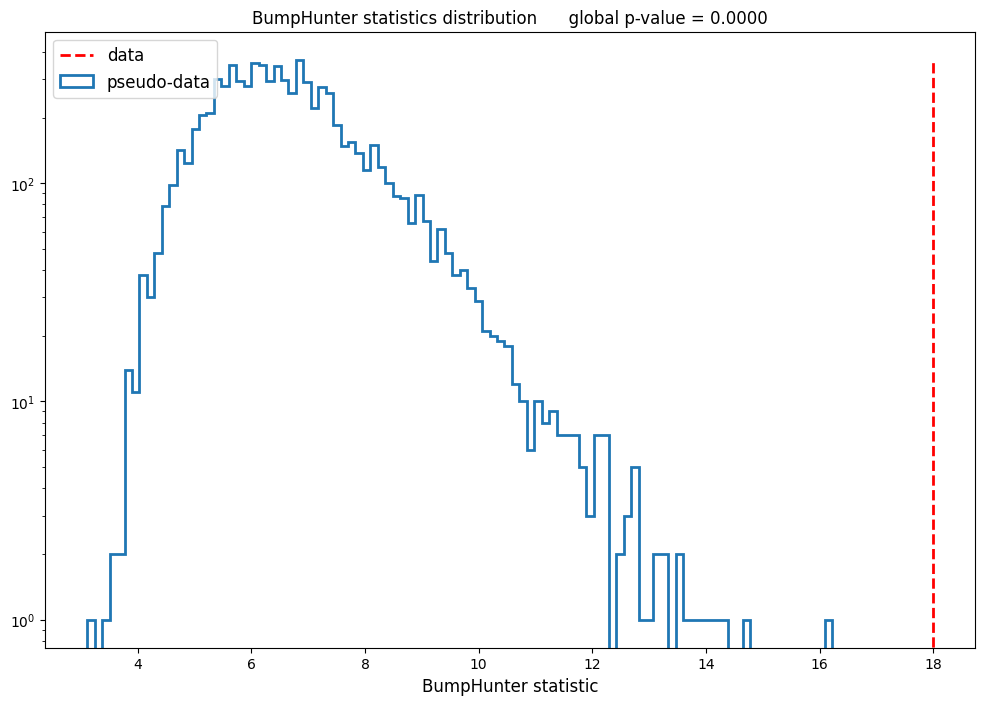 BumpHunter statistics distribution      global p-value = 0.0000
data
pseudo-data
10²
10¹
10⁰
4 6 8 10 12 14 16 18
BumpHunter statistic